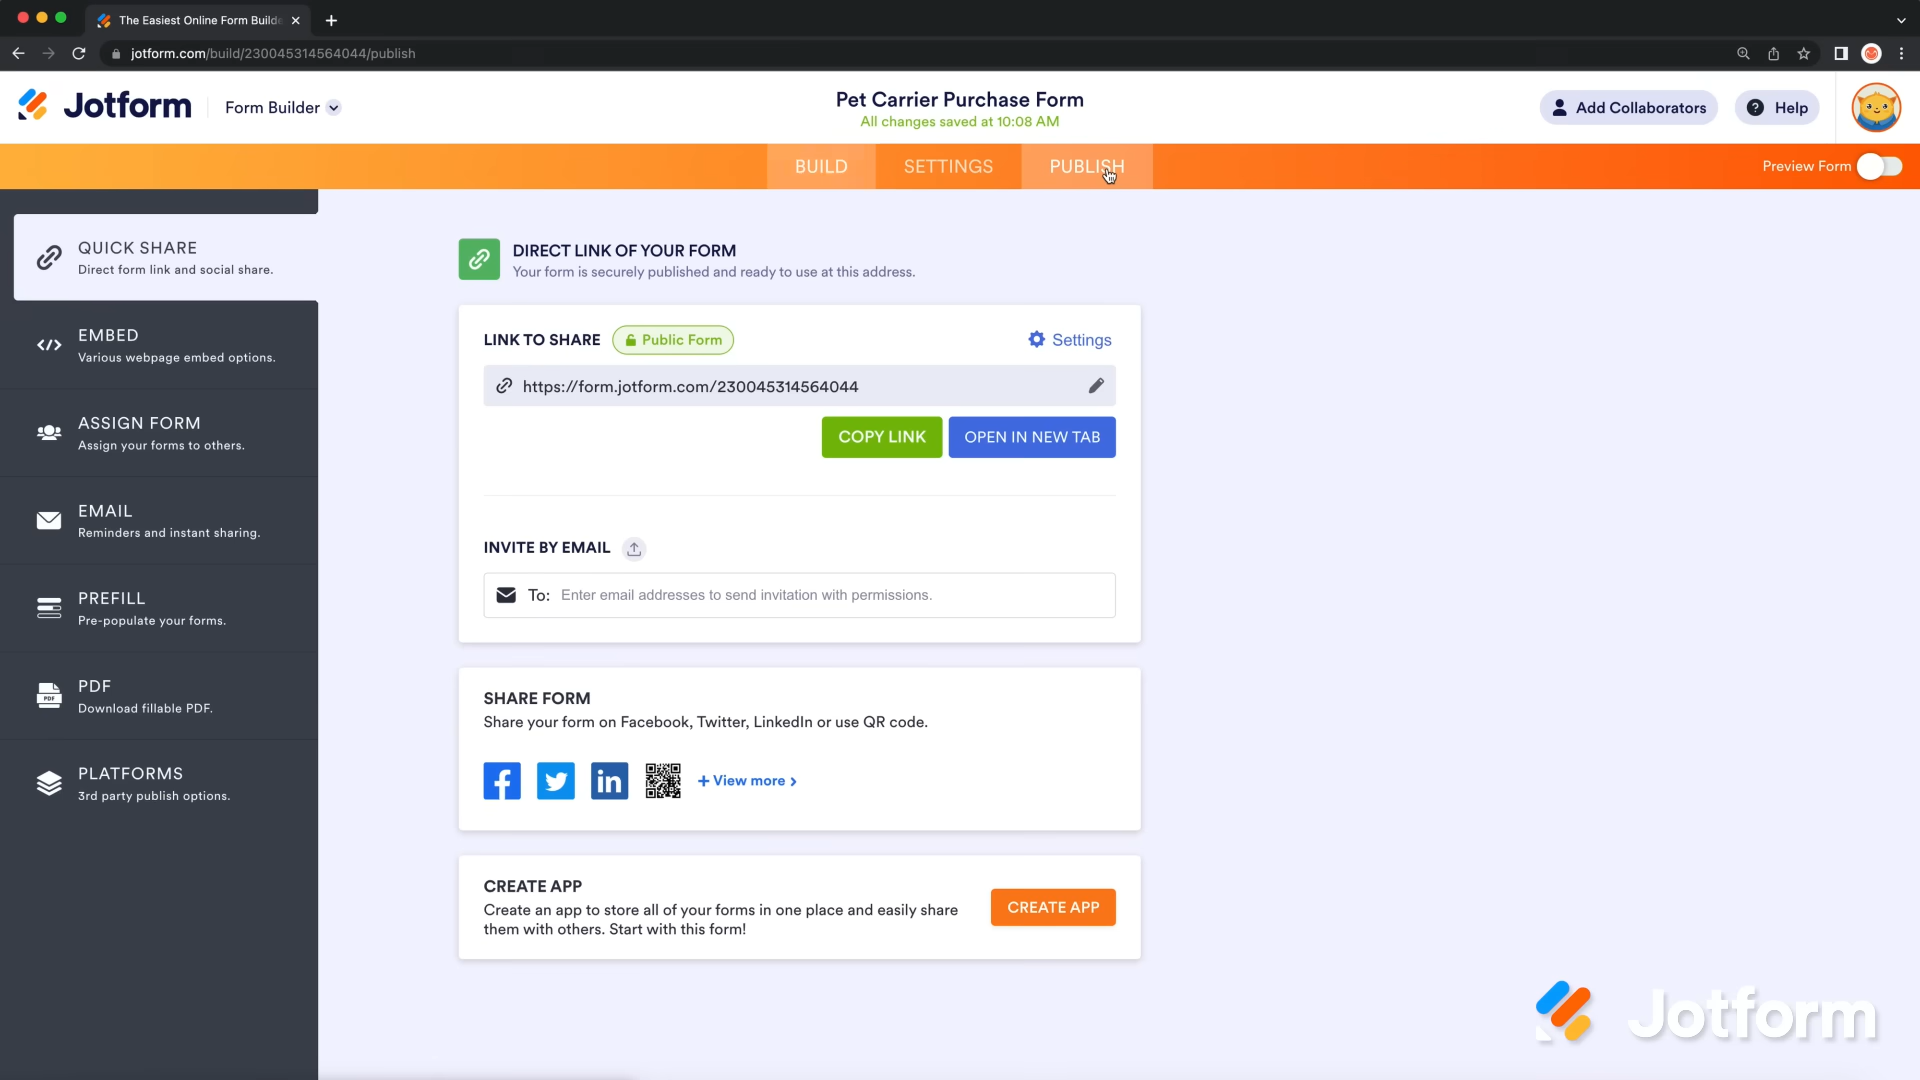 The Easiest Online Form Builde
jotform.com/build/230045314564044/publish
Jotform
Form Builder
Pet Carrier Purchase Form
All changes saved at 10:08 AM
Add Collaborators
Help
BUILD
SETTINGS
PUBLISH
Preview Form
QUICK SHARE
Direct form link and social share.
EMBED
Various webpage embed options.
ASSIGN FORM
Assign your forms to others.
EMAIL
Reminders and instant sharing.
PREFILL
Pre-populate your forms.
PDF
PDF
Download fillable PDF.
PLATFORMS
3rd party publish options.
DIRECT LINK OF YOUR FORM
Your form is securely published and ready to use at this address.
LINK TO SHARE
Public Form
Settings
https://form.jotform.com/230045314564044
COPY LINK
OPEN IN NEW TAB
INVITE BY EMAIL
To: Enter email addresses to send invitation with permissions.
SHARE FORM
Share your form on Facebook, Twitter, LinkedIn or use QR code.
+ View more >
CREATE APP
Create an app to store all of your forms in one place and easily share
them with others. Start with this form!
CREATE APP
Jotform